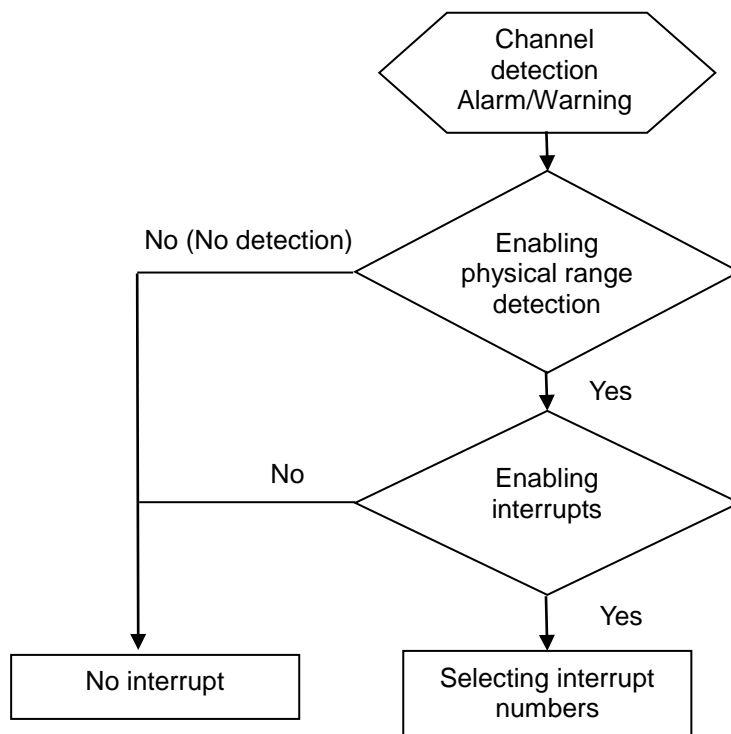 Channel
detection
Alarm/Warning
No (No detection)
Enabling
physical range
detection
Yes
No
Enabling
interrupts
Yes
No interrupt
Selecting interrupt
numbers